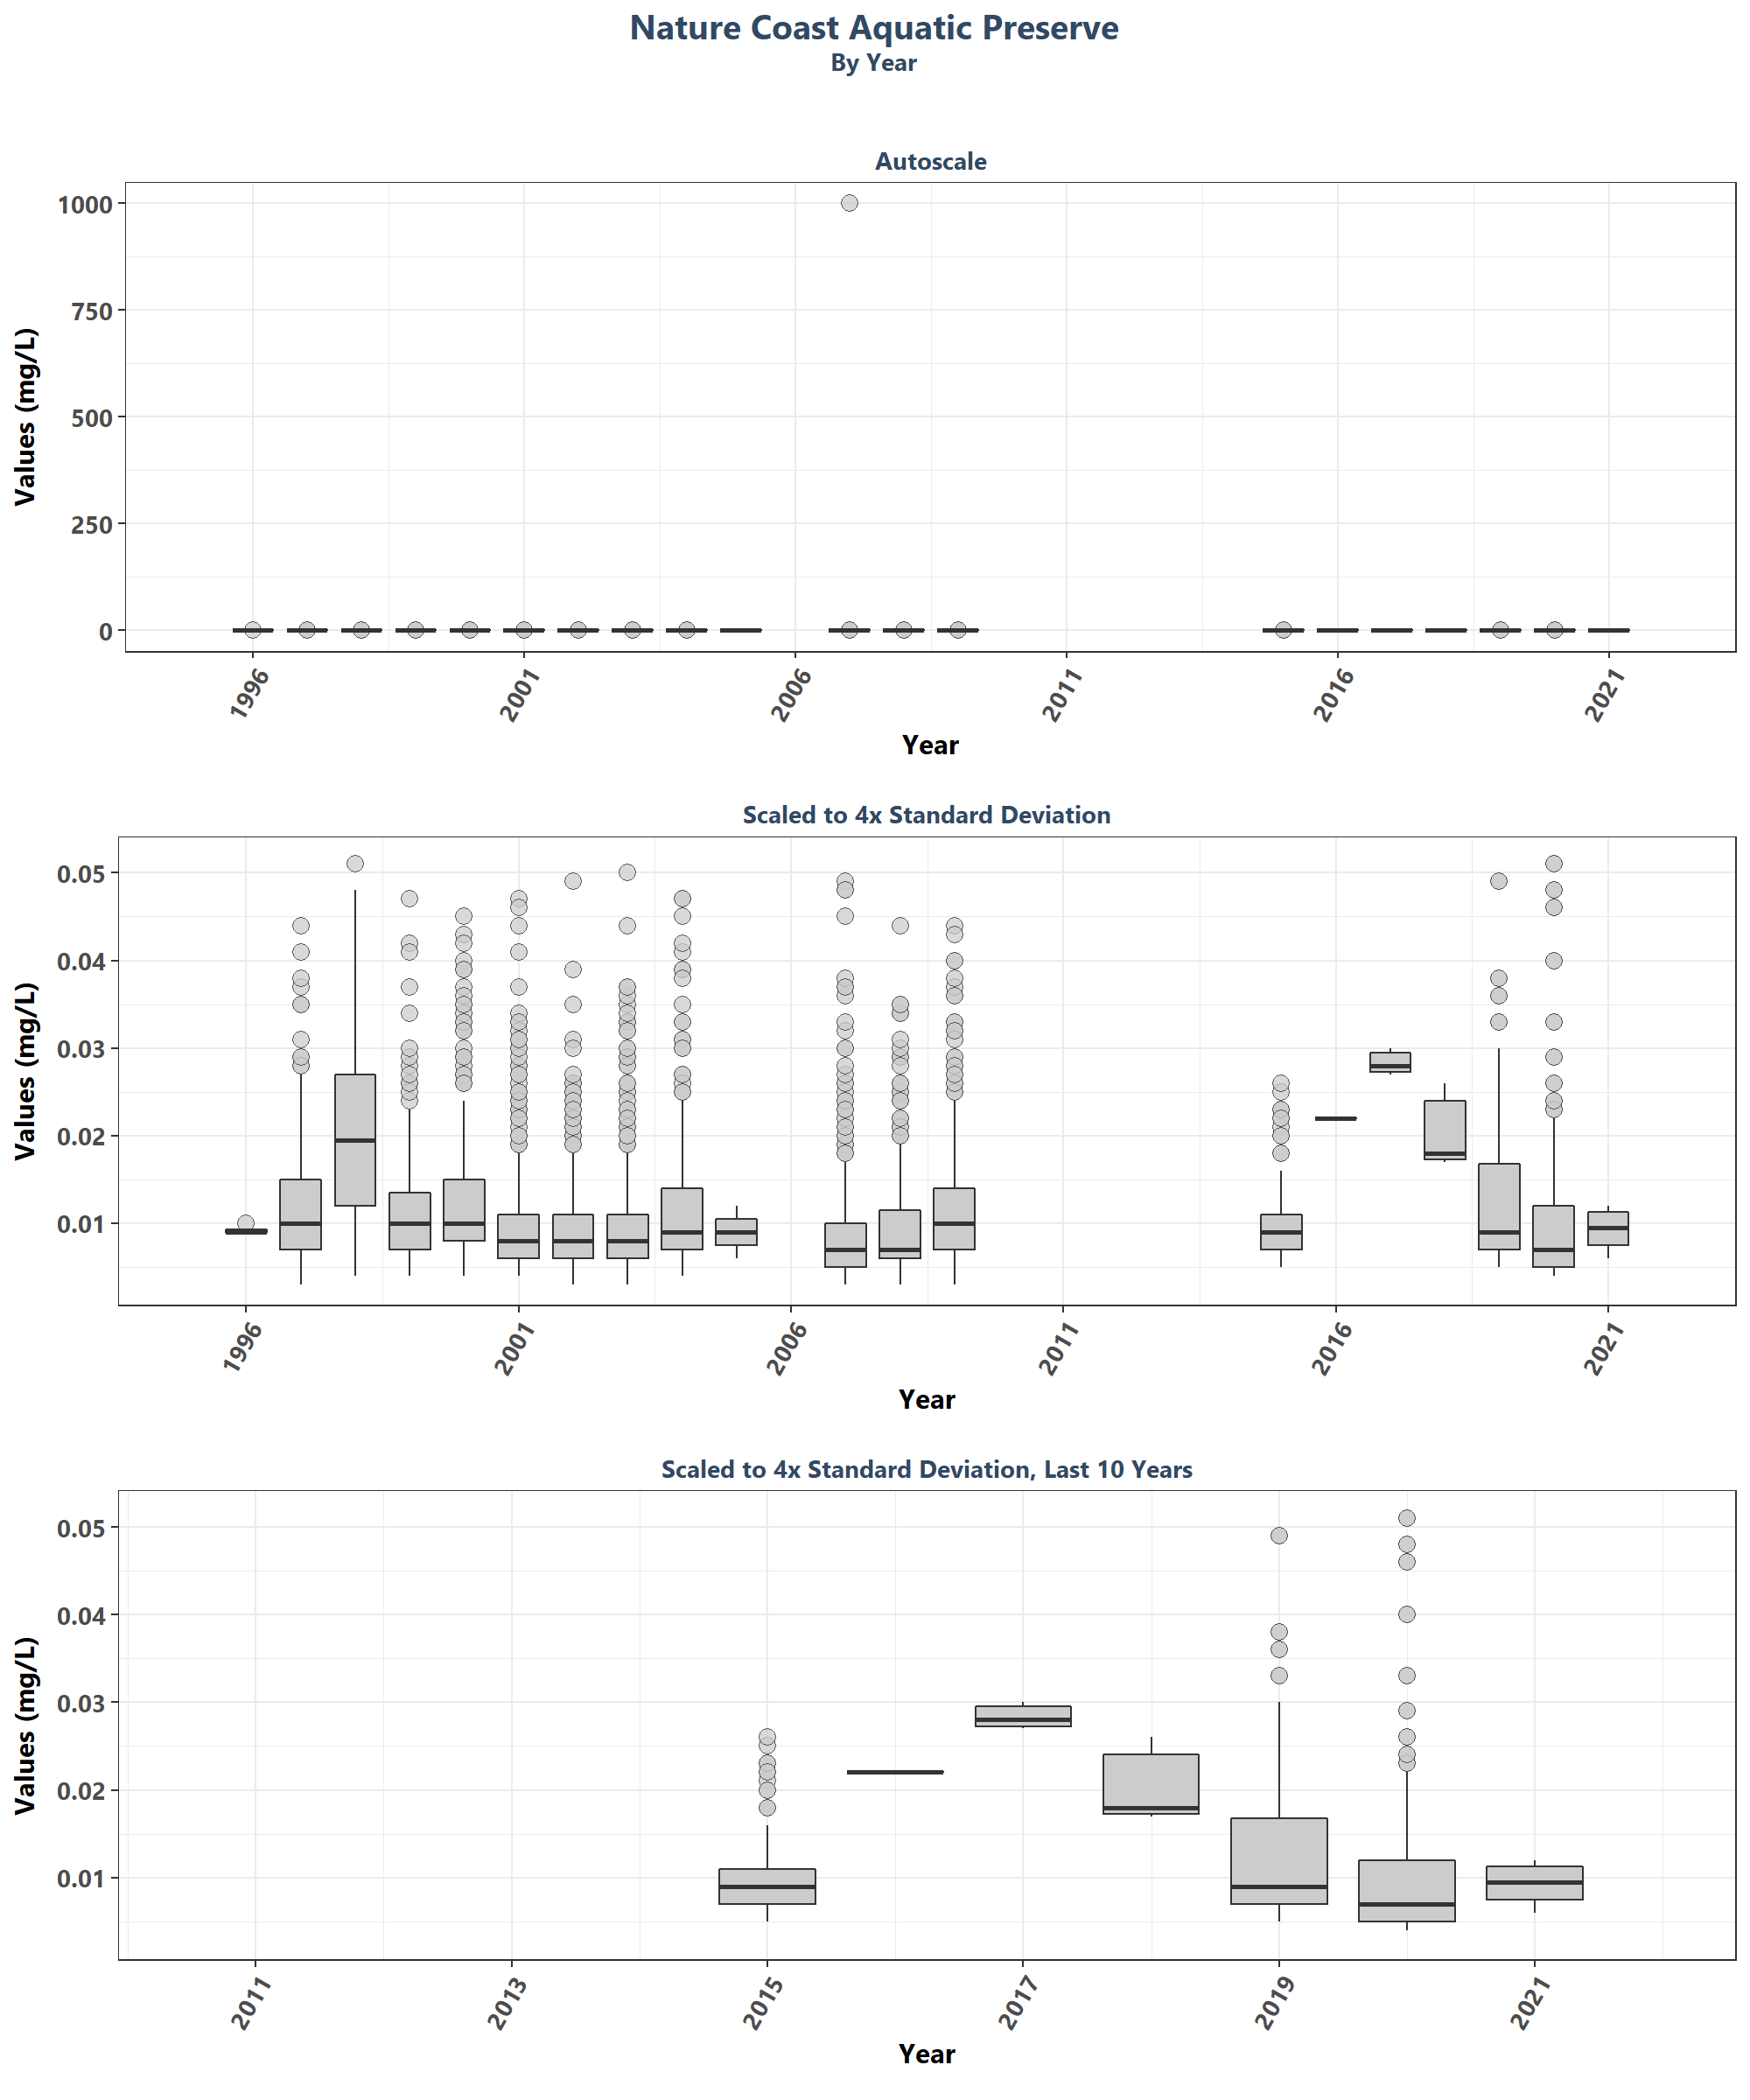 Nature Coast Aquatic Preserve
By Year
Autoscale
Values (mg/L)
1000
750
500
250
0
1996 2001 2006 2011 2016 2021
Year
Scaled to 4x Standard Deviation
Values (mg/L)
0.05
0.04
0.03
0.02
0.01
1996 2001 2006 2011 2016 2021
Year
Scaled to 4x Standard Deviation, Last 10 Years
Values (mg/L)
0.05
0.04
0.03
0.02
0.01
2011 2013 2015 2017 2019 2021
Year